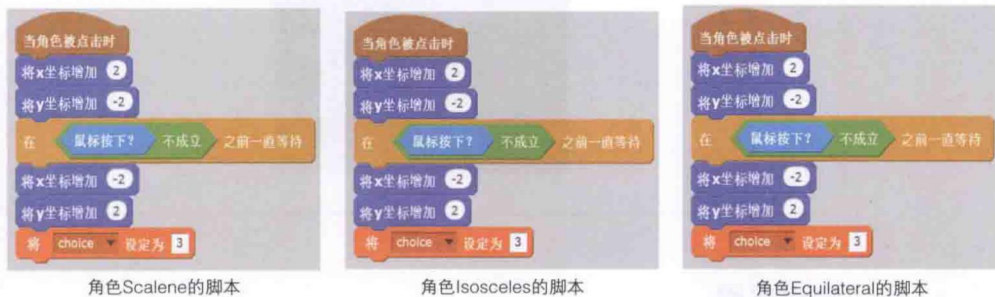 当角色被点击时
将x坐标增加 2
将y坐标增加 -2
在 鼠标按下? 不成立 之前一直等待
将x坐标增加 -2
将y坐标增加 2
将 choice 设定为 3
角色Scalene的脚本
当角色被点击时
将x坐标增加 2
将y坐标增加 -2
在 鼠标按下? 不成立 之前一直等待
将x坐标增加 -2
将y坐标增加 2
将 choice 设定为 3
角色Isosceles的脚本
当角色被点击时
将x坐标增加 2
将y坐标增加 -2
在 鼠标按下? 不成立 之前一直等待
将x坐标增加 -2
将y坐标增加 2
将 choice 设定为 3
角色Equilateral的脚本